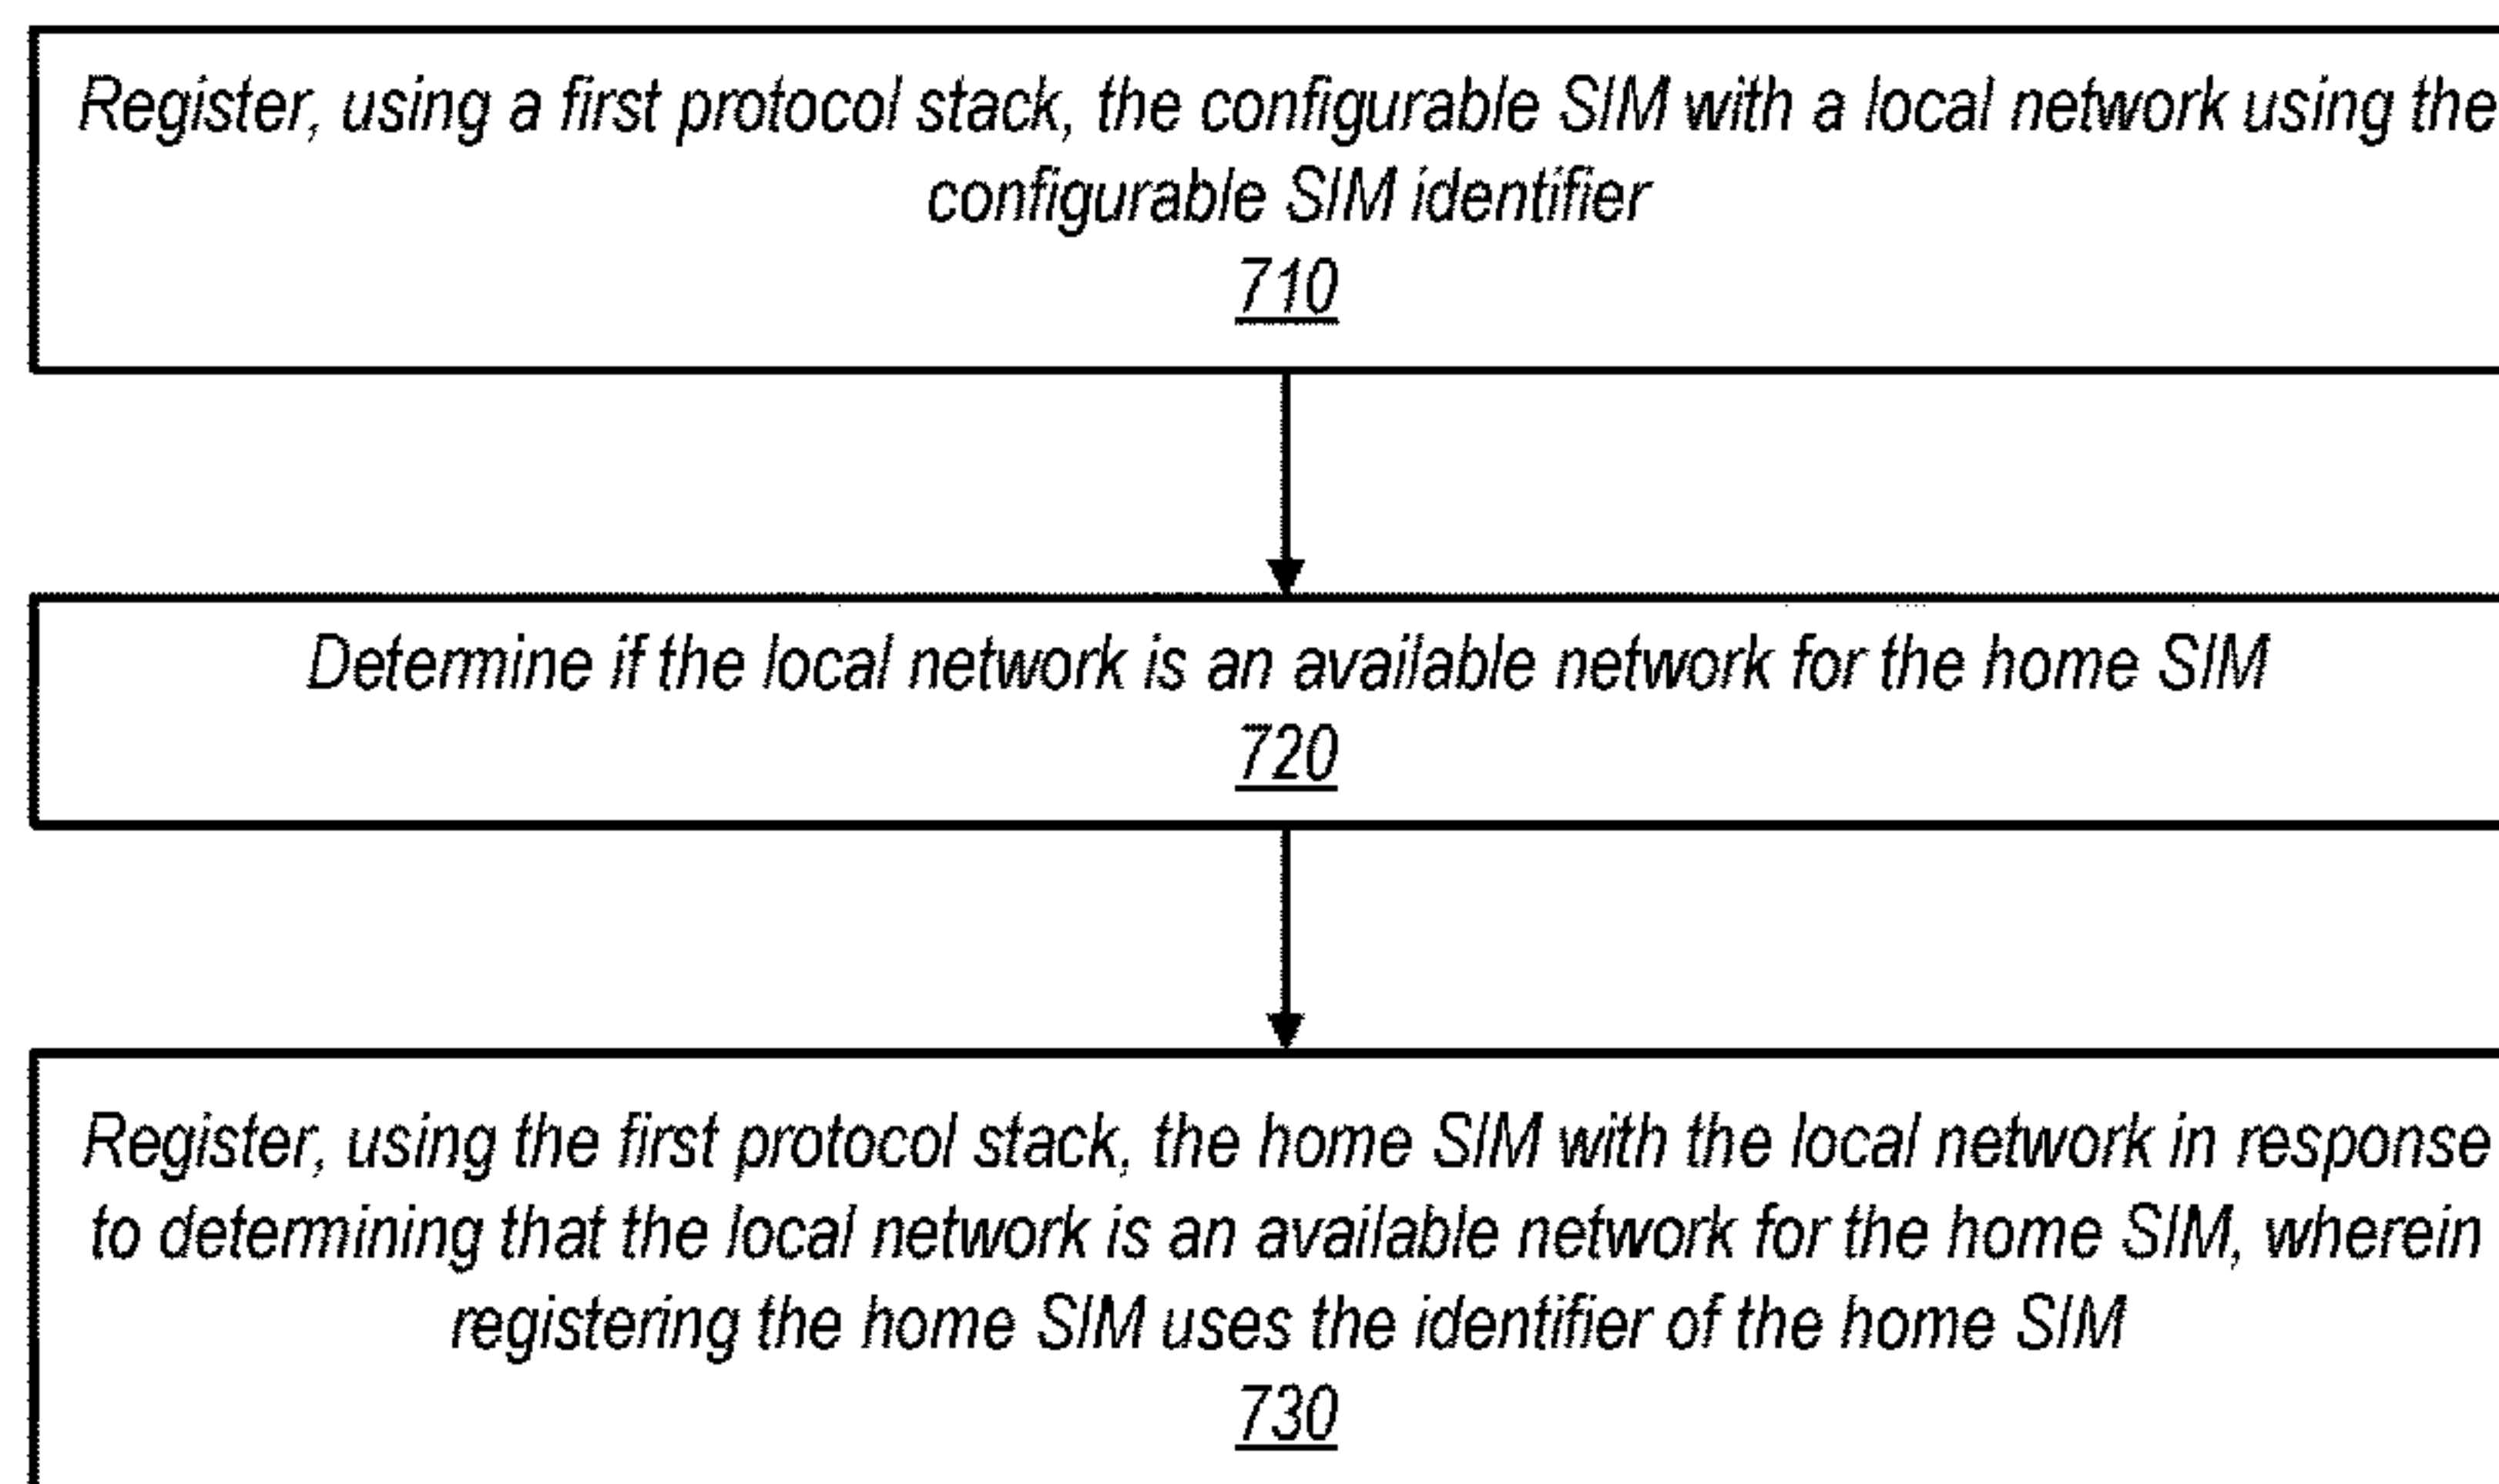 Register, using a first protocol stack, the configurable SIM with a local network using the
configurable SIM identifier
710
Determine if the local network is an available network for the home SIM
720
Register, using the first protocol stack, the home SIM with the local network in response
to determining that the local network is an available network for the home SIM, wherein
registering the home SIM uses the identifier of the home SIM
730